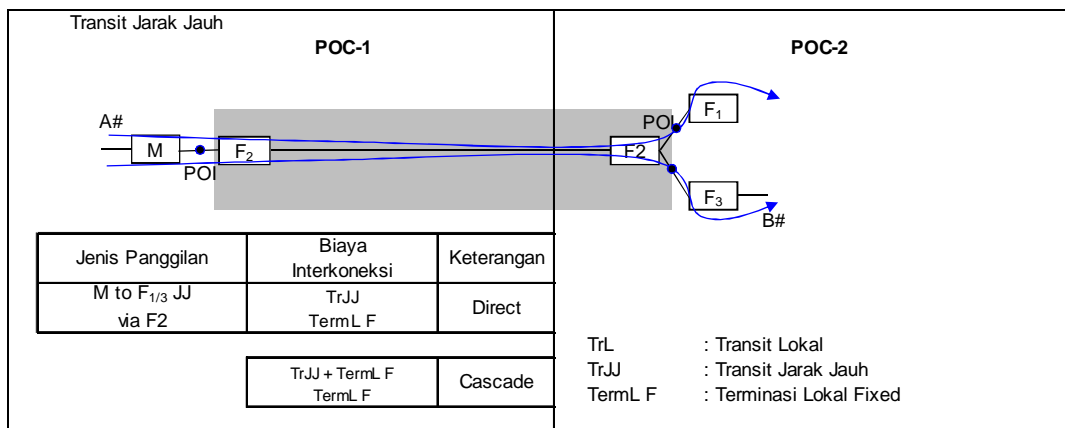 Transit Jarak Jauh
POC-1
POC-2
A#
M
POI
F₂
F2
POI
F₁
F₃
B#
Jenis Panggilan
Biaya
Interkoneksi
Keterangan
M to F₁/₃ JJ
via F2
TrJJ
TermL F
Direct
TrJJ + TermL F
TermL F
Cascade
TrL : Transit Lokal
TrJJ : Transit Jarak Jauh
TermL F : Terminasi Lokal Fixed